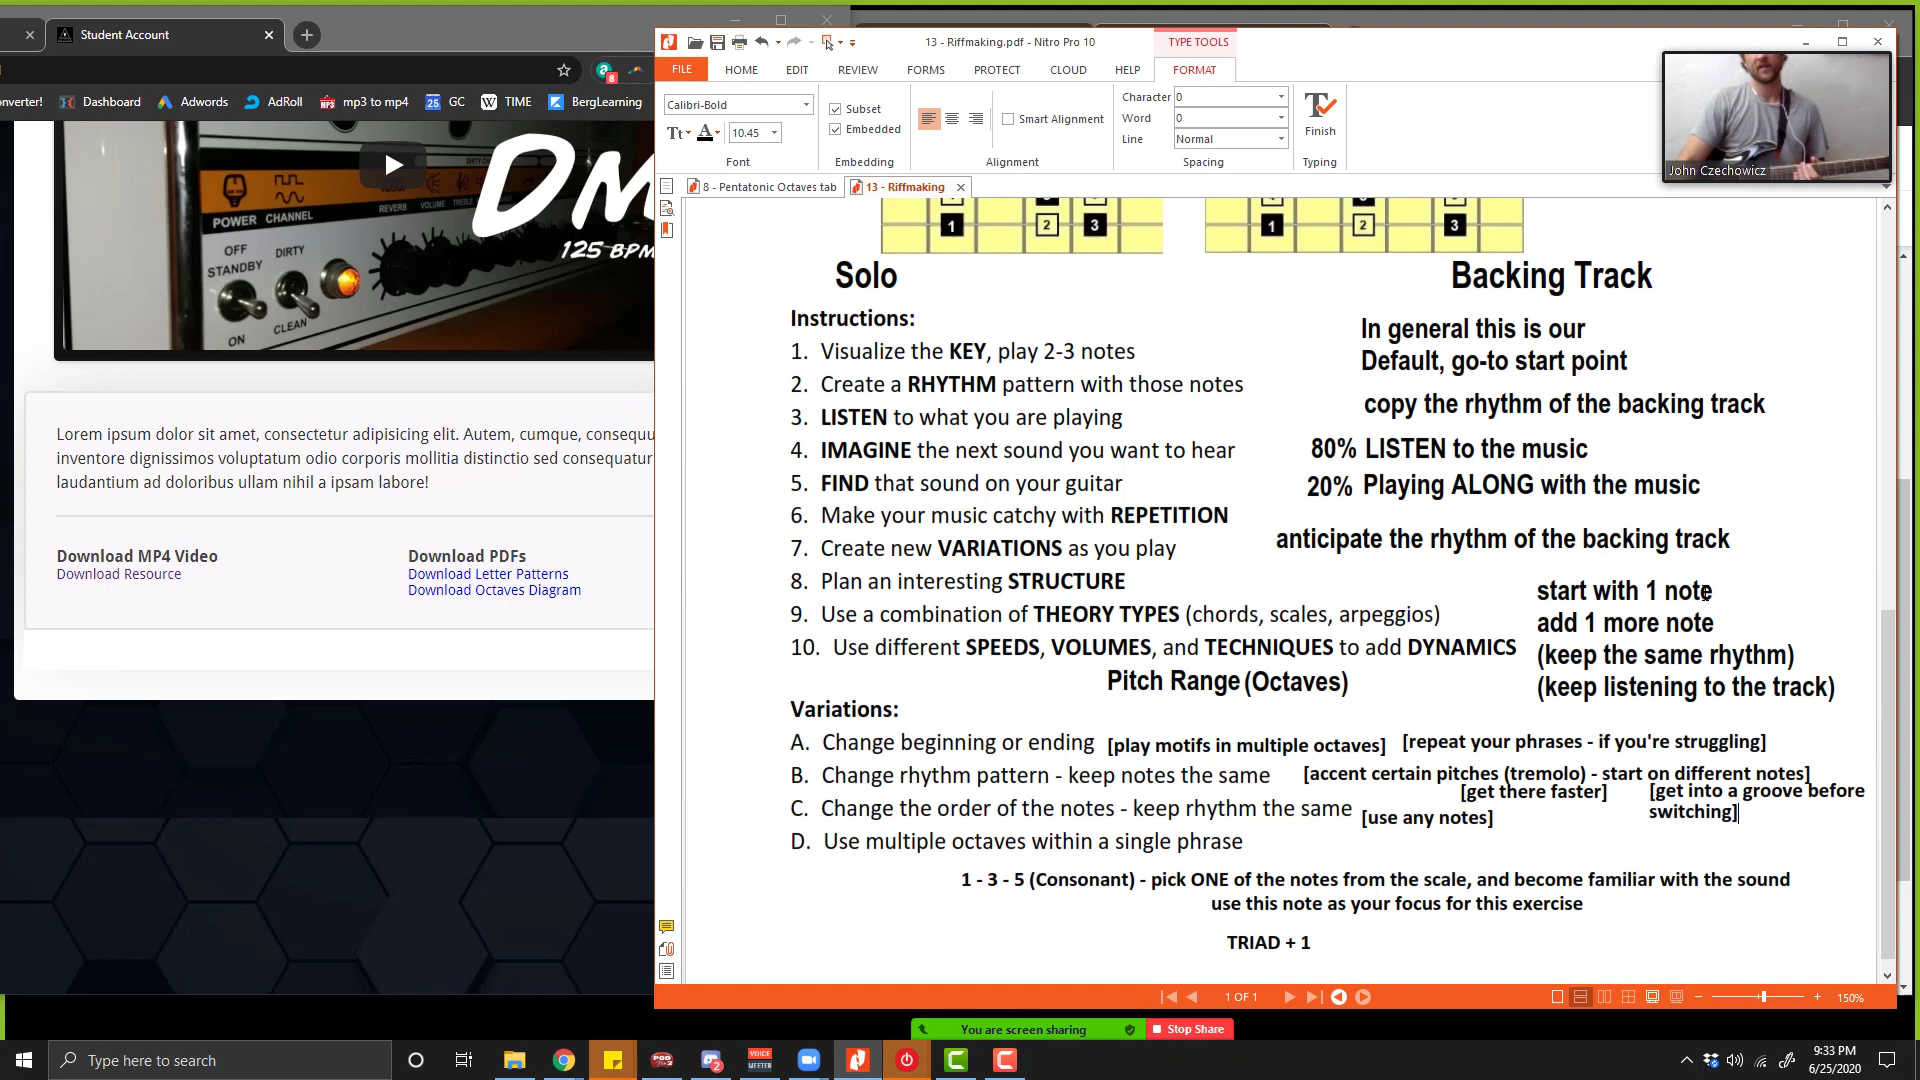 Student Account
13 - Riffmaking.pdf - Nitro Pro 10
TYPE TOOLS
FILE HOME EDIT REVIEW FORMS PROTECT CLOUD HELP FORMAT
nverter! Dashboard Adwords AdRoll mp3 to mp4 GC TIME BergLearning
Calibri-Bold
10.45
Font
Subset
Embedded
Embedding
Smart Alignment
Alignment
Character 0
Word 0
Line Normal
Spacing
Finish
Typing
John Czechowicz
8 - Pentatonic Octaves tab
13 - Riffmaking
POWER CHANNEL
REVERB VOLUME TREBLE
OFF
STANDBY
DIRTY
ON
CLEAN
125 BPM
1 2 3
1 2 3
Solo
Backing Track
Instructions:
1. Visualize the KEY, play 2-3 notes
2. Create a RHYTHM pattern with those notes
3. LISTEN to what you are playing
4. IMAGINE the next sound you want to hear
5. FIND that sound on your guitar
6. Make your music catchy with REPETITION
7. Create new VARIATIONS as you play
8. Plan an interesting STRUCTURE
9. Use a combination of THEORY TYPES (chords, scales, arpeggios)
10. Use different SPEEDS, VOLUMES, and TECHNIQUES to add DYNAMICS
Pitch Range (Octaves)
In general this is our
Default, go-to start point
copy the rhythm of the backing track
80% LISTEN to the music
20% Playing ALONG with the music
anticipate the rhythm of the backing track
start with 1 note
add 1 more note
(keep the same rhythm)
(keep listening to the track)
Variations:
A. Change beginning or ending [play motifs in multiple octaves] [repeat your phrases - if you're struggling]
B. Change rhythm pattern - keep notes the same [accent certain pitches (tremolo) - start on different notes]
[get there faster] [get into a groove before
switching]
C. Change the order of the notes - keep rhythm the same [use any notes]
D. Use multiple octaves within a single phrase
1 - 3 - 5 (Consonant) - pick ONE of the notes from the scale, and become familiar with the sound
use this note as your focus for this exercise
TRIAD + 1
Lorem ipsum dolor sit amet, consectetur adipisicing elit. Autem, cumque, consequu
inventore dignissimos voluptatum odio corporis mollitia distinctio sed consequatur
laudantium ad doloribus ullam nihil a ipsam labore!
Download MP4 Video
Download Resource
Download PDFs
Download Letter Patterns
Download Octaves Diagram
1 OF 1
150%
You are screen sharing
Stop Share
Type here to search
9:33 PM
6/25/2020